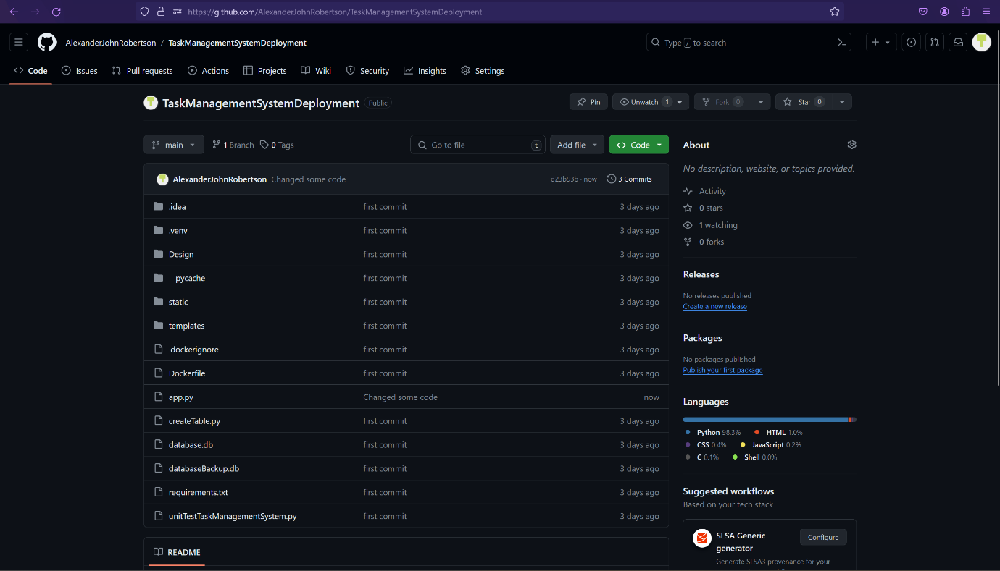 https://github.com/AlexanderJohnRobertson/TaskManagementSystemDeployment
AlexanderJohnRobertson / TaskManagementSystemDeployment
Type / to search
Code Issues Pull requests Actions Projects Wiki Security Insights Settings
TaskManagementSystemDeployment Public
Pin Unwatch 1 Fork 0 Star 0
main 1 Branch 0 Tags Go to file t Add file Code
AlexanderJohnRobertson Changed some code d23b93b · now 3 Commits
.idea first commit 3 days ago
.venv first commit 3 days ago
Design first commit 3 days ago
__pycache__ first commit 3 days ago
static first commit 3 days ago
templates first commit 3 days ago
.dockerignore first commit 3 days ago
Dockerfile first commit 3 days ago
app.py Changed some code now
createTable.py first commit 3 days ago
database.db first commit 3 days ago
databaseBackup.db first commit 3 days ago
requirements.txt first commit 3 days ago
unitTestTaskManagementSystem.py first commit 3 days ago
README
About
No description, website, or topics provided.
Activity
0 stars
1 watching
0 forks
Releases
No releases published
Create a new release
Packages
No packages published
Publish your first package
Languages
Python 98.3% HTML 1.0%
CSS 0.4% JavaScript 0.2%
C 0.1% Shell 0.0%
Suggested workflows
Based on your tech stack
SLSA Generic
generator
Configure
Generate SLSA3 provenance for your